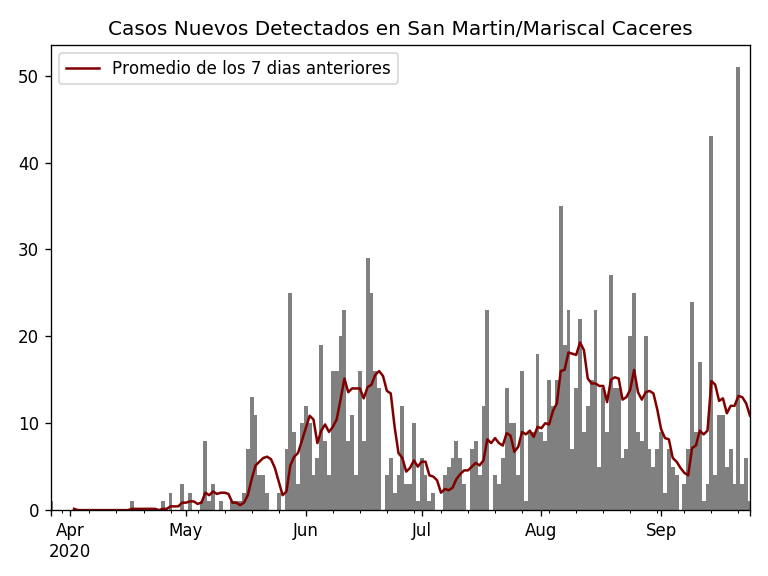 Casos Nuevos Detectados en San Martin/Mariscal Caceres
Promedio de los 7 dias anteriores
50
40
30
20
10
0
Apr May Jun Jul Aug Sep
2020